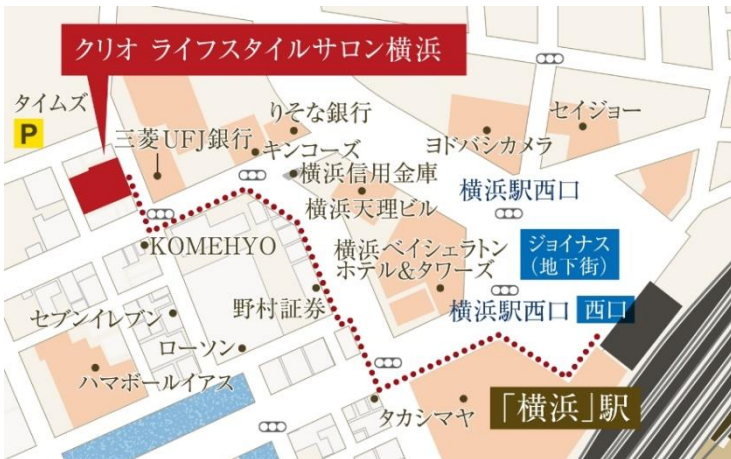 クリオ ライフスタイルサロン横浜
タイムズ
P
三菱UFJ銀行
りそな銀行
キンコーズ
横浜信用金庫
横浜天理ビル
ヨドバシカメラ
セイジョー
横浜駅西口
KOMEHYO
横浜ベイシェラトン
ホテル&タワーズ
ジョイナス
(地下街)
セブンイレブン
野村証券
横浜駅西口
西口
ローソン
ハマボールイアス
タカシマヤ
「横浜」駅